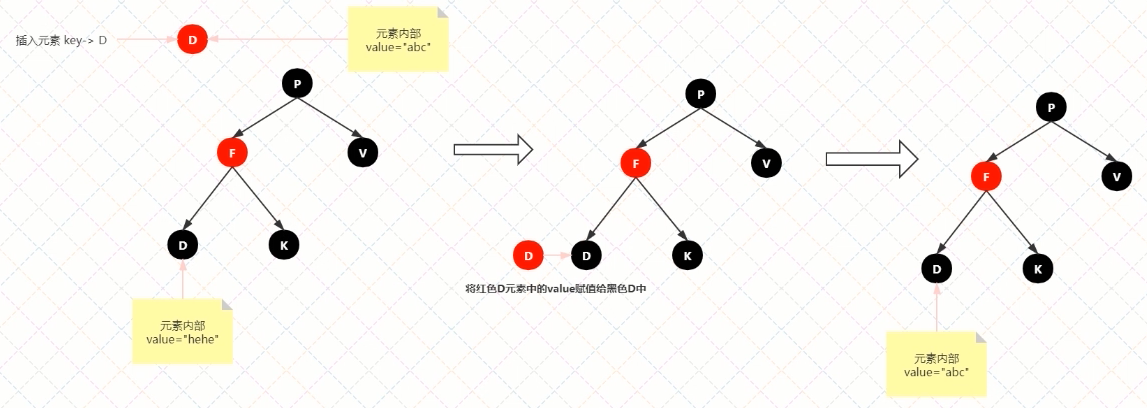 插入元素 key-> D
D
元素内部
value="abc"
P
F
V
D
K
元素内部
value="hehe"
P
F
V
D
D
K
将红色D元素中的value赋值给黑色D中
P
F
V
D
K
元素内部
value="abc"